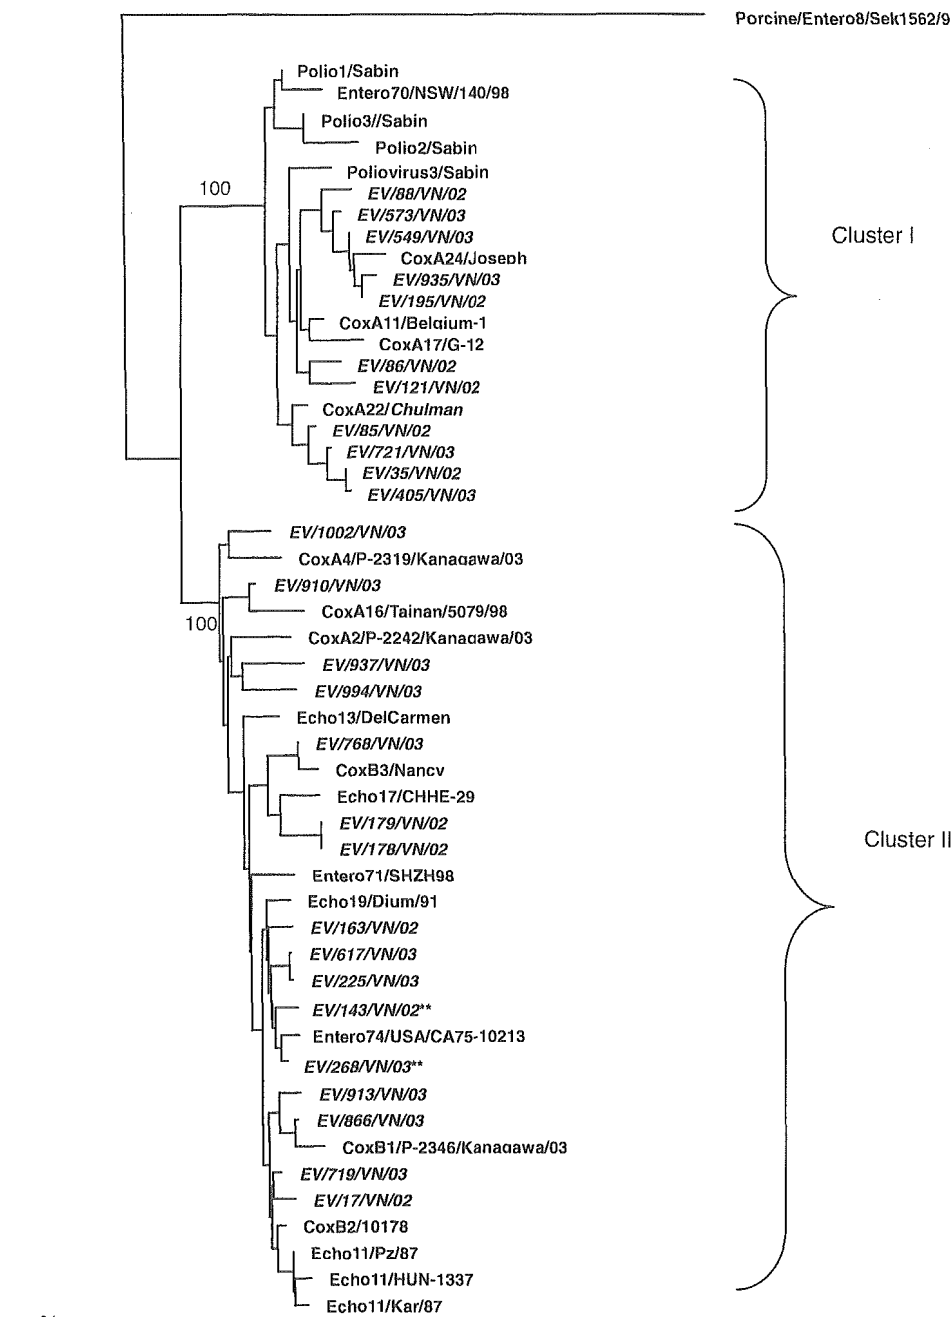 Porcine/Entero8/Sek1562/9
Polio1/Sabin
Entero70/NSW/140/98
Polio3//Sabin
Polio2/Sabin
Poliovirus3/Sabin
100
EV/88/VN/02
EV/573/VN/03
Cluster I
EV/549/VN/03
CoxA24/Joseph
EV/935/VN/03
EV/195/VN/02
CoxA11/Belgium-1
CoxA17/G-12
EV/86/VN/02
EV/121/VN/02
CoxA22/Chulman
EV/85/VN/02
EV/721/VN/03
EV/35/VN/02
EV/405/VN/03
EV/1002/VN/03
CoxA4/P-2319/Kanagawa/03
EV/910/VN/03
CoxA16/Tainan/5079/98
100
CoxA2/P-2242/Kanagawa/03
EV/937/VN/03
EV/994/VN/03
Echo13/DelCarmen
EV/768/VN/03
CoxB3/Nancy
Echo17/CHHE-29
EV/179/VN/02
Cluster II
EV/178/VN/02
Entero71/SHZH98
Echo19/Dium/91
EV/163/VN/02
EV/617/VN/03
EV/225/VN/03
EV/143/VN/02**
Entero74/USA/CA75-10213
EV/268/VN/03**
EV/913/VN/03
EV/866/VN/03
CoxB1/P-2346/Kanagawa/03
EV/719/VN/03
EV/17/VN/02
CoxB2/10178
Echo11/Pz/87
Echo11/HUN-1337
Echo11/Kar/87